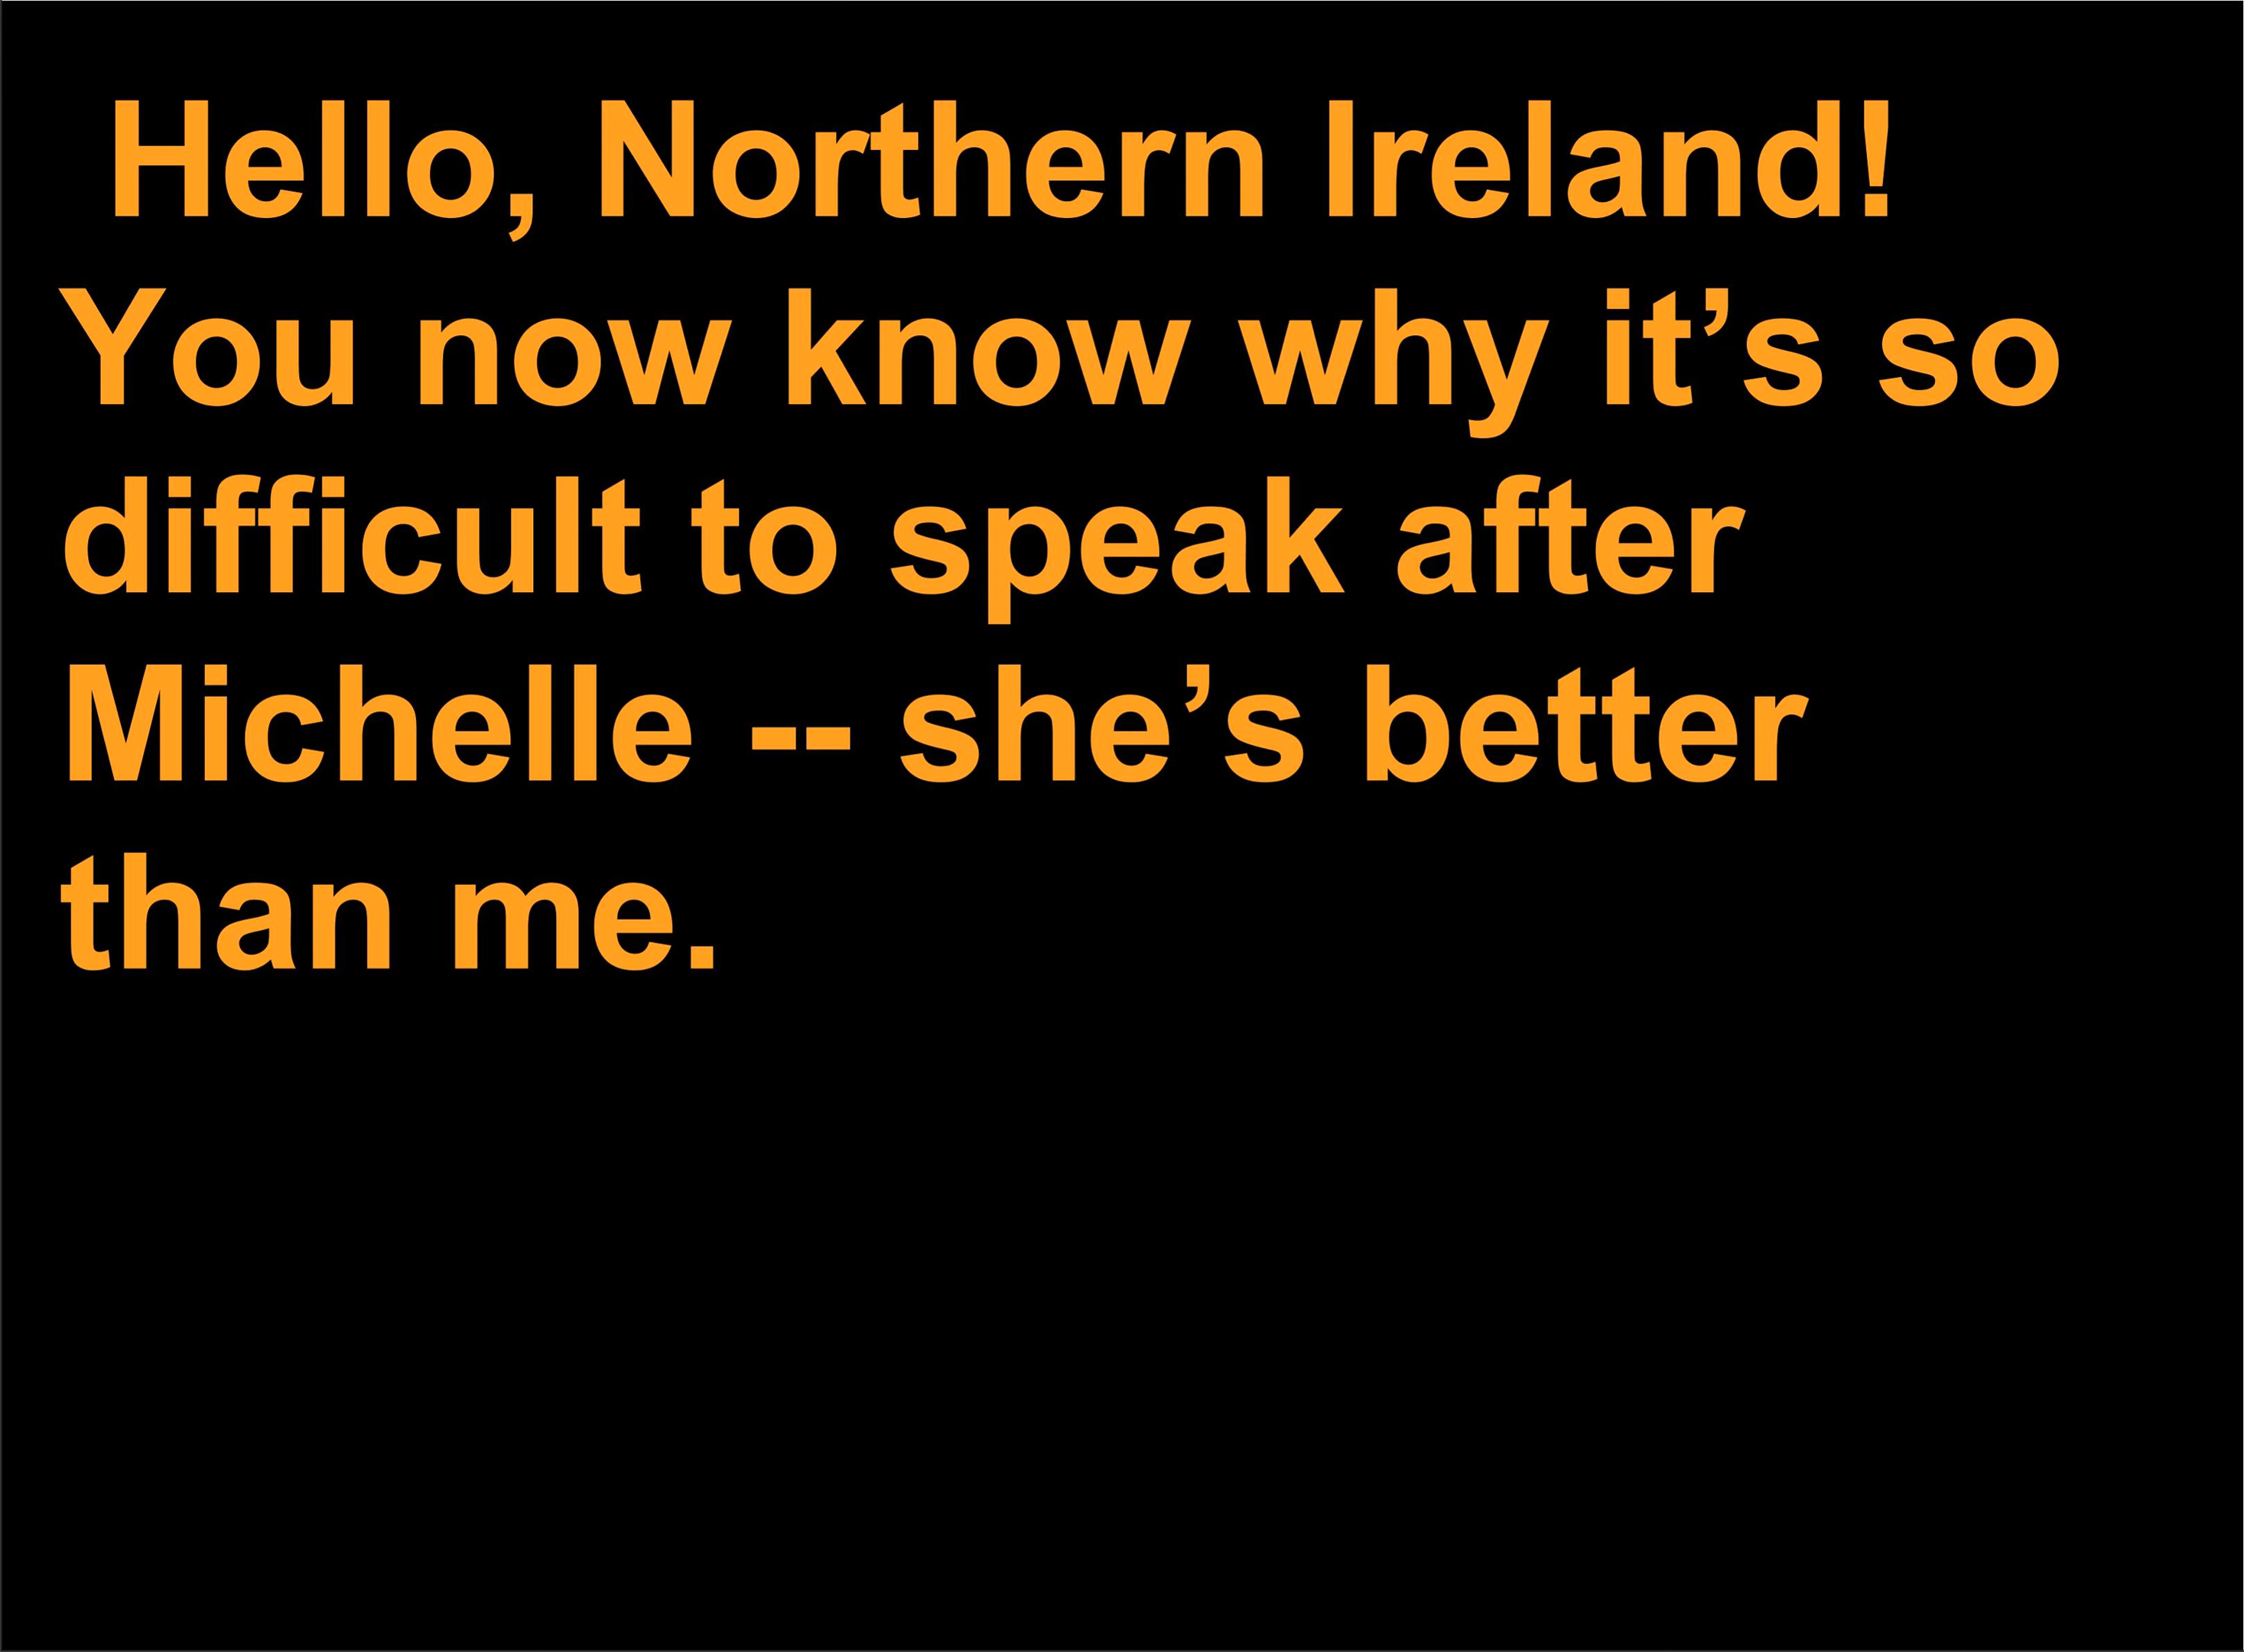 Hello, Northern Ireland!
You now know why it’s so
difficult to speak after
Michelle -- she’s better
than me.